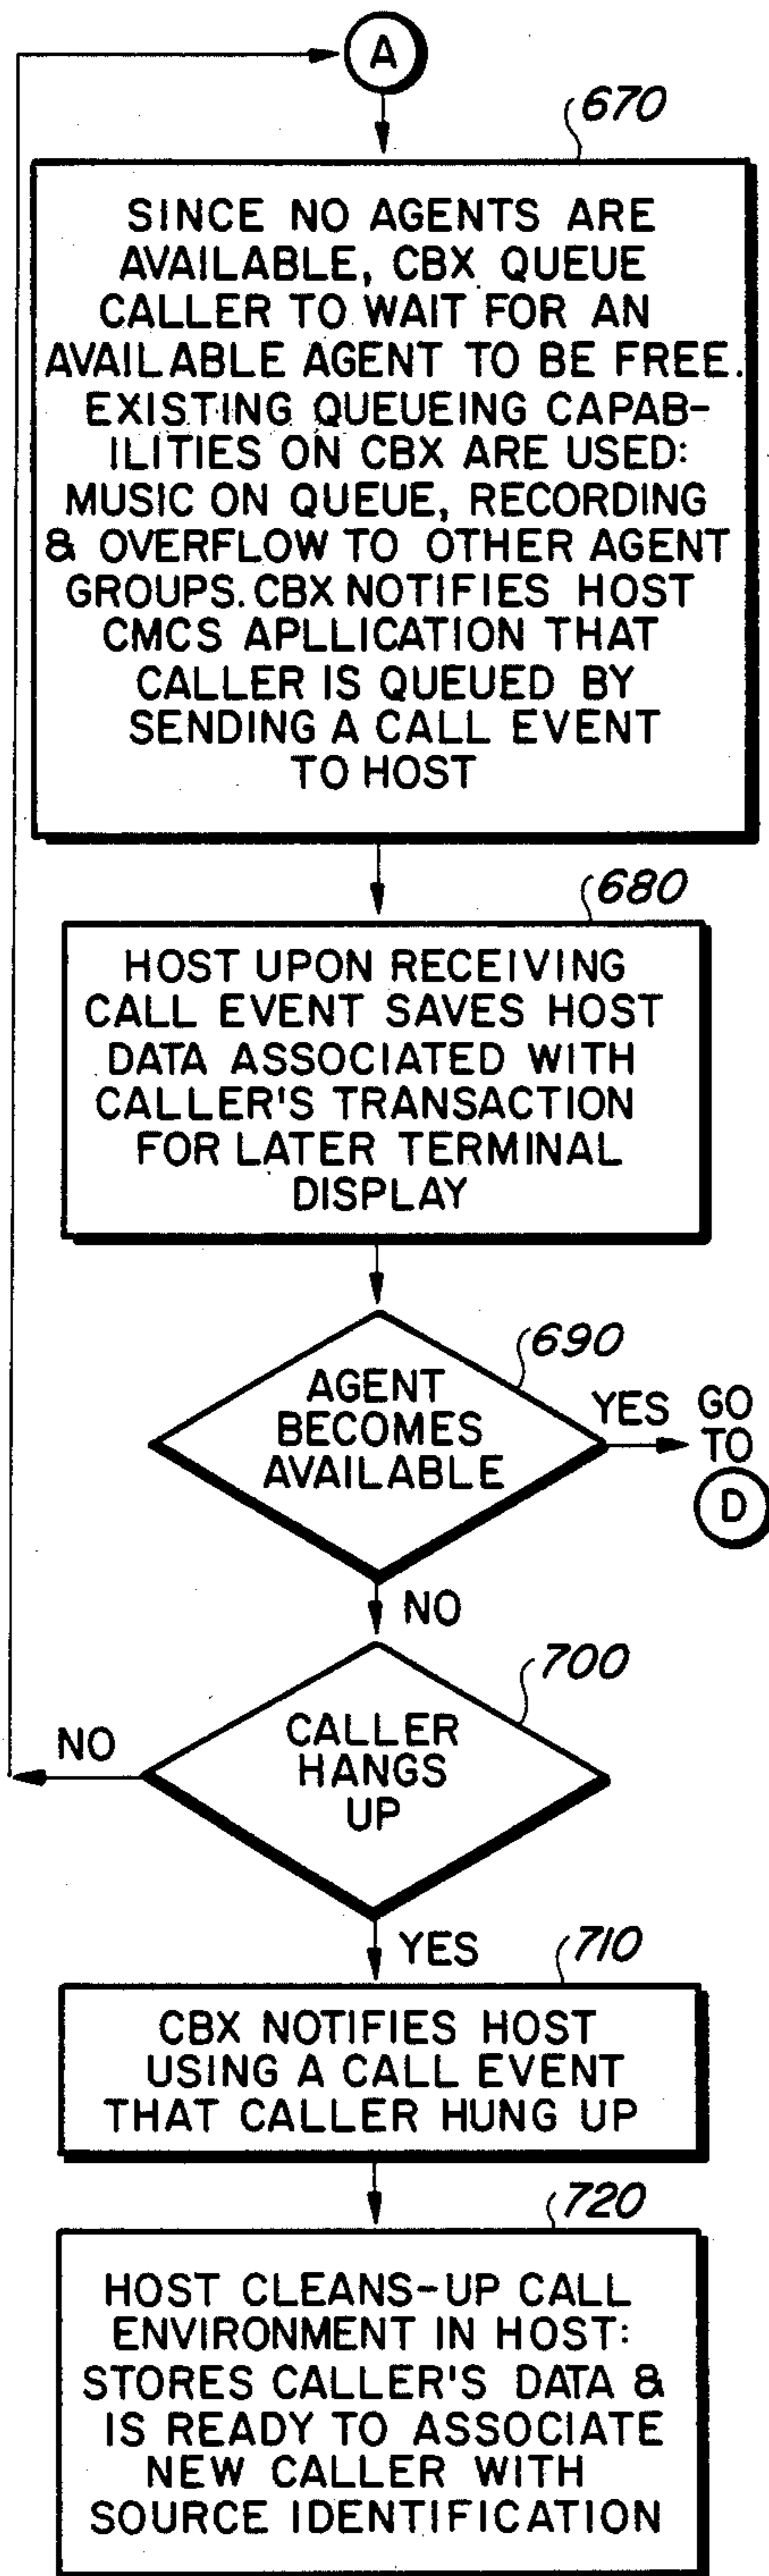 A
670
SINCE NO AGENTS ARE
AVAILABLE, CBX QUEUE
CALLER TO WAIT FOR AN
AVAILABLE AGENT TO BE FREE.
EXISTING QUEUEING CAPAB-
ILITIES ON CBX ARE USED:
MUSIC ON QUEUE, RECORDING
& OVERFLOW TO OTHER AGENT
GROUPS. CBX NOTIFIES HOST
CMCS APLLICATION THAT
CALLER IS QUEUED BY
SENDING A CALL EVENT
TO HOST
680
HOST UPON RECEIVING
CALL EVENT SAVES HOST
DATA ASSOCIATED WITH
CALLER'S TRANSACTION
FOR LATER TERMINAL
DISPLAY
690
AGENT
BECOMES
AVAILABLE
YES
GO
TO
D
NO
700
CALLER
HANGS
UP
NO
YES
710
CBX NOTIFIES HOST
USING A CALL EVENT
THAT CALLER HUNG UP
720
HOST CLEANS-UP CALL
ENVIRONMENT IN HOST:
STORES CALLER'S DATA &
IS READY TO ASSOCIATE
NEW CALLER WITH
SOURCE IDENTIFICATION